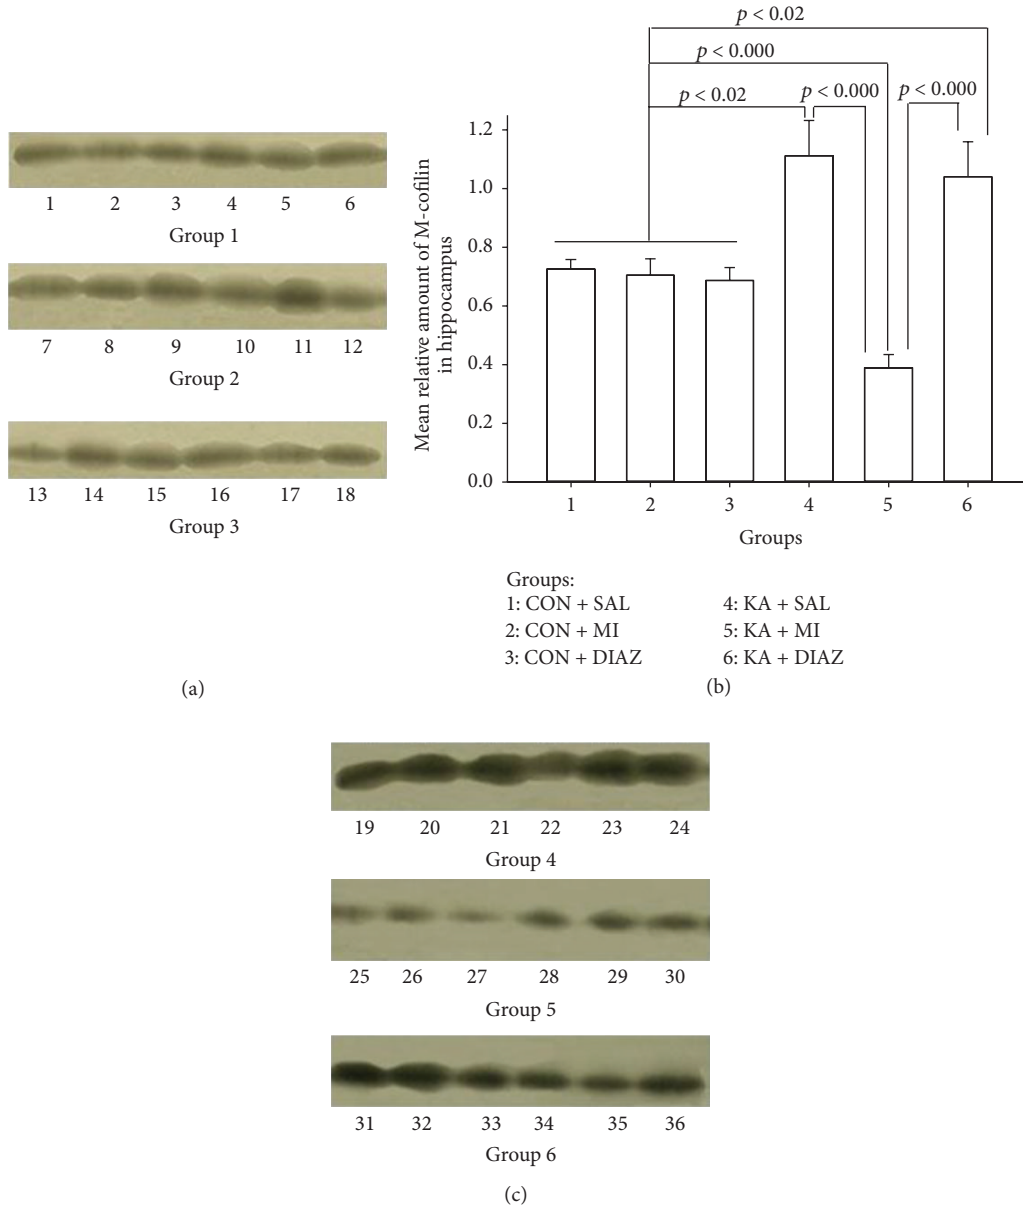 1 2 3 4 5 6
Group 1
7 8 9 10 11 12
Group 2
13 14 15 16 17 18
Group 3
(a)
p < 0.02
p < 0.000
p < 0.02
p < 0.000
p < 0.000
1.2
1.0
0.8
0.6
0.4
0.2
0.0
Mean relative amount of M-cofilin
in hippocampus
1 2 3 4 5 6
Groups
Groups:
1: CON + SAL
2: CON + MI
3: CON + DIAZ
4: KA + SAL
5: KA + MI
6: KA + DIAZ
(b)
19 20 21 22 23 24
Group 4
25 26 27 28 29 30
Group 5
31 32 33 34 35 36
Group 6
(c)